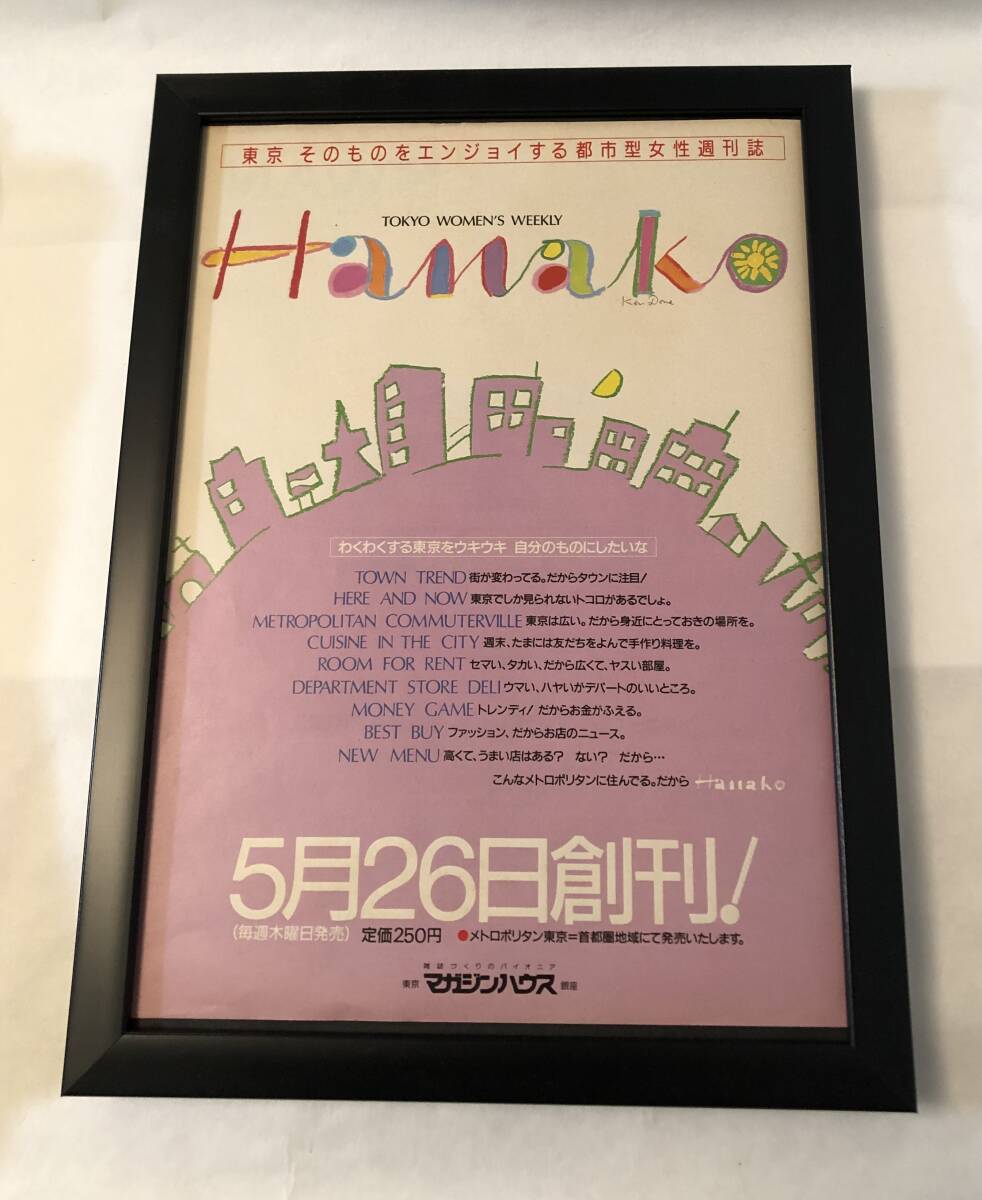 東京 そのものをエンジョイする都市型女性週刊誌
TOKYO WOMEN'S WEEKLY
Hanako
Ken Done
わくわくする東京をウキウキ 自分のものにしたいな
TOWN TREND 街が変わってる。だからタウンに注目!
HERE AND NOW 東京でしか見られないトコロがあるでしょ。
METROPOLITAN COMMUTERVILLE 東京は広い。だから身近にとっておきの場所を。
CUISINE IN THE CITY 週末、たまには友だちをよんで手作り料理を。
ROOM FOR RENT セマい、タカい、だから広くて、ヤスい部屋。
DEPARTMENT STORE DELI ウマい、ハヤいがデパートのいいところ。
MONEY GAME トレンディ!だからお金がふえる。
BEST BUY ファッション、だからお店のニュース。
NEW MENU 高くて、うまい店はある? ない? だから…
こんなメトロポリタンに住んでる。だから Hanako
5月26日創刊!
(毎週木曜日発売) 定価250円 ●メトロポリタン東京=首都圏地域にて発売いたします。
雑誌づくりのパイオニア
東京 マガジンハウス 銀座